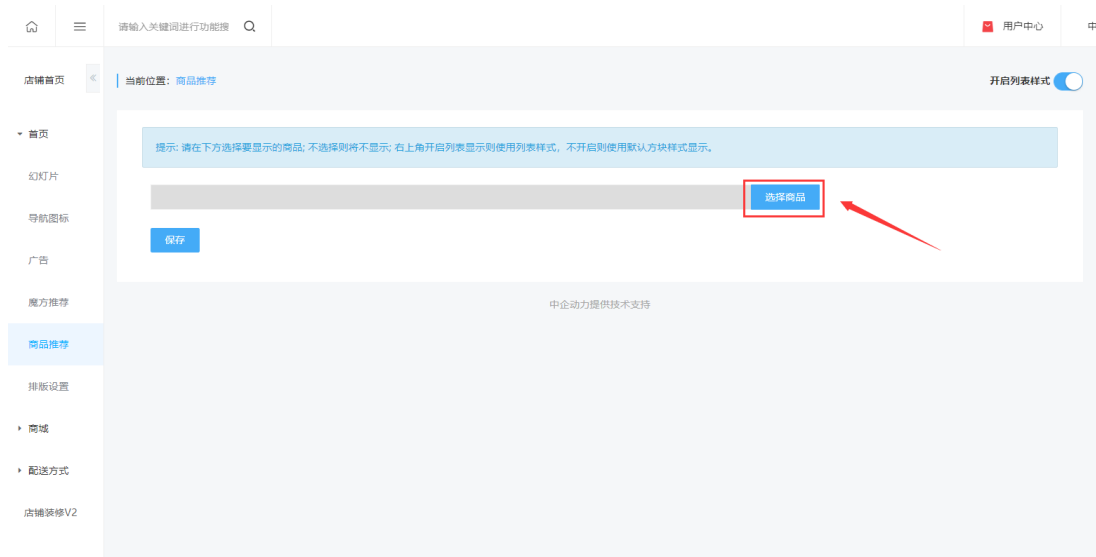 请输入关键词进行功能搜
用户中心
中
店铺首页
«
当前位置：商品推荐
开启列表样式
首页
提示: 请在下方选择要显示的商品; 不选择则将不显示; 右上角开启列表显示则使用列表样式，不开启则使用默认方块样式显示。
幻灯片
选择商品
导航图标
保存
广告
魔方推荐
中企动力提供技术支持
商品推荐
排版设置
商城
配送方式
店铺装修V2